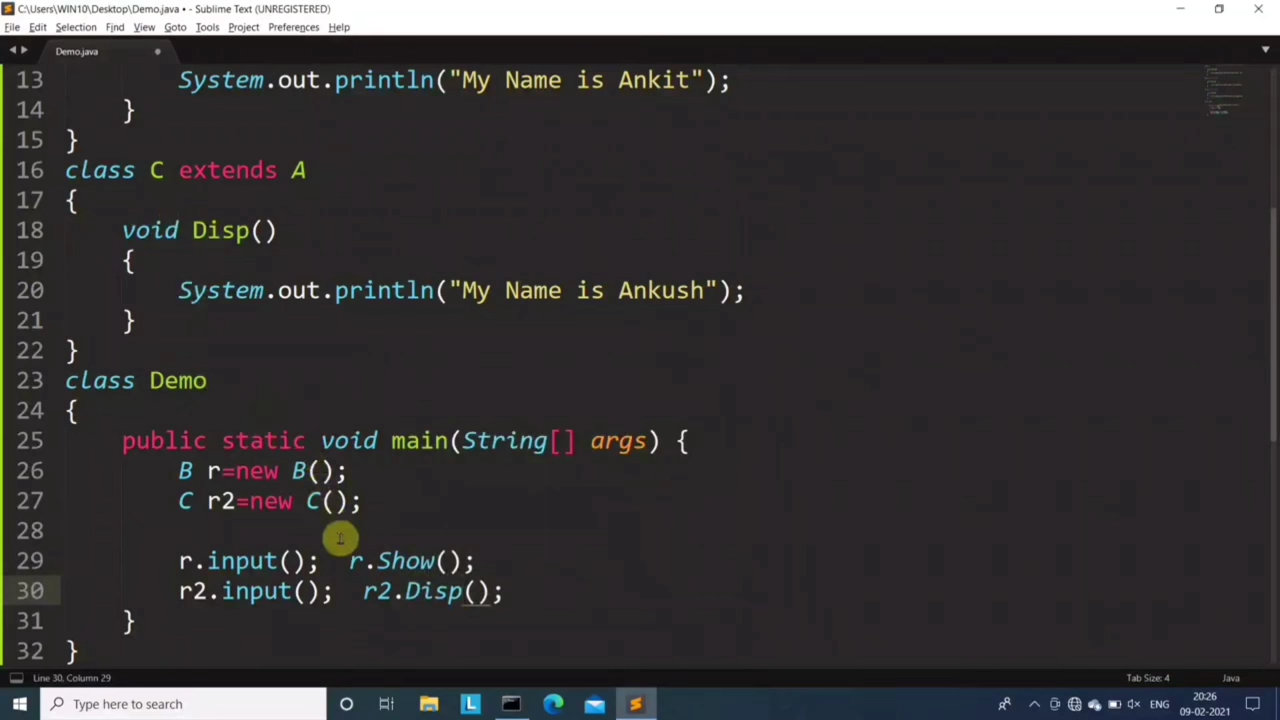 C:\Users\WIN10\Desktop\Demo.java • - Sublime Text (UNREGISTERED)
File Edit Selection Find View Goto Tools Project Preferences Help
Demo.java
13 System.out.println("My Name is Ankit");
14 }
15 }
16 class C extends A
17 {
18 void Disp()
19 {
20 System.out.println("My Name is Ankush");
21 }
22 }
23 class Demo
24 {
25 public static void main(String[] args) {
26 B r=new B();
27 C r2=new C();
28
29 r.input(); r.Show();
30 r2.input(); r2.Disp();
31 }
32 }
Line 30, Column 29 Tab Size: 4 Java
Type here to search L ENG 20:26
09-02-2021